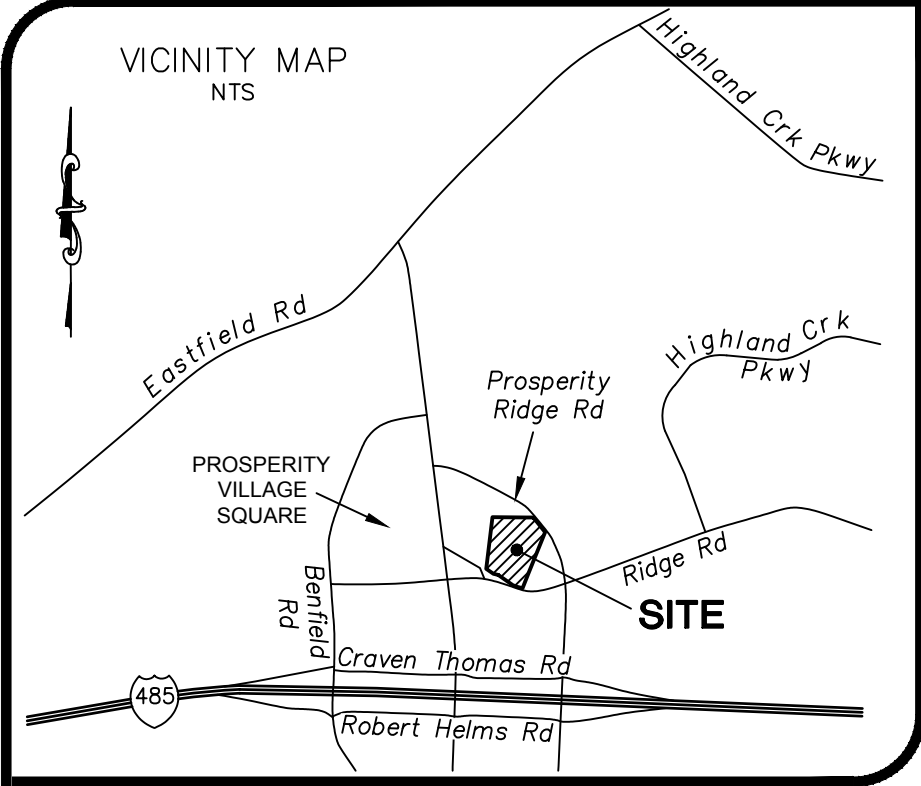 VICINITY MAP
NTS
Highland Crk Pkwy
Eastfield Rd
Highland Crk
Pkwy
Prosperity
Ridge Rd
PROSPERITY
VILLAGE
SQUARE
Ridge Rd
Benfield
Rd
SITE
Craven Thomas Rd
485
Robert Helms Rd